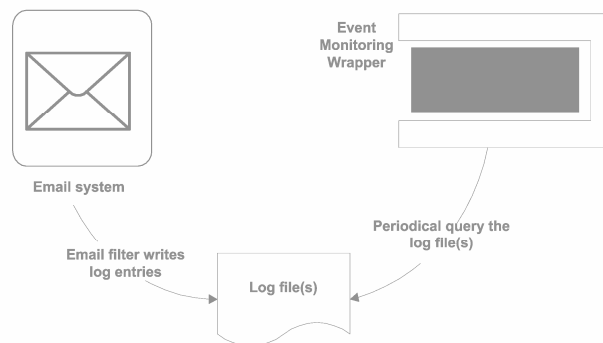 Event
Monitoring
Wrapper
Email system
Periodical query the
log file(s)
Email filter writes
log entries
Log file(s)